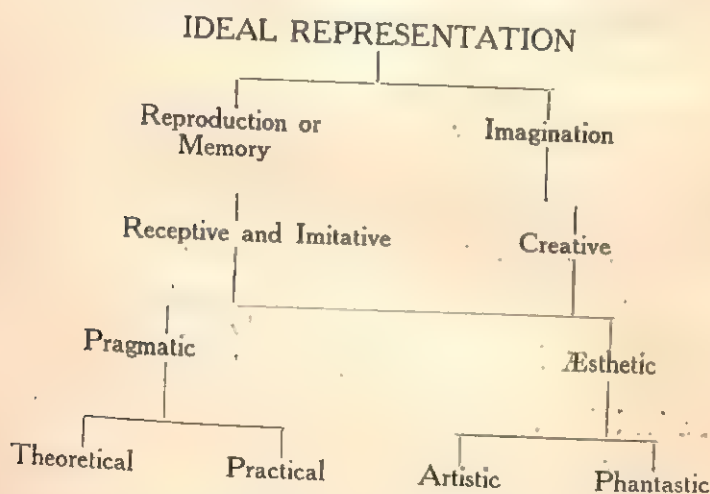 IDEAL REPRESENTATION
Reproduction or
Memory
Imagination
Receptive and Imitative
Creative
Pragmatic
Æsthetic
Theoretical
Practical
Artistic
Phantastic